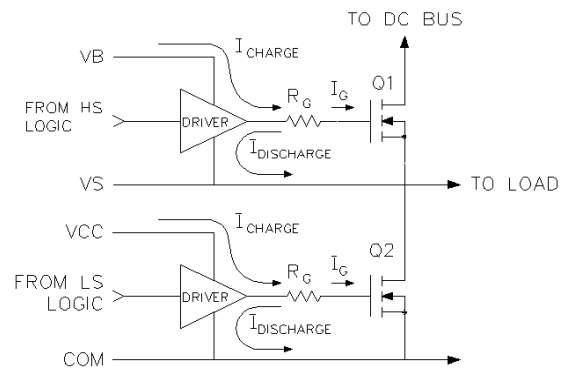 TO DC BUS
I CHARGE
VB
Q1
R G
I G
FROM HS
LOGIC
DRIVER
I DISCHARGE
VS
TO LOAD
I CHARGE
VCC
Q2
R G
I G
FROM LS
LOGIC
DRIVER
I DISCHARGE
COM